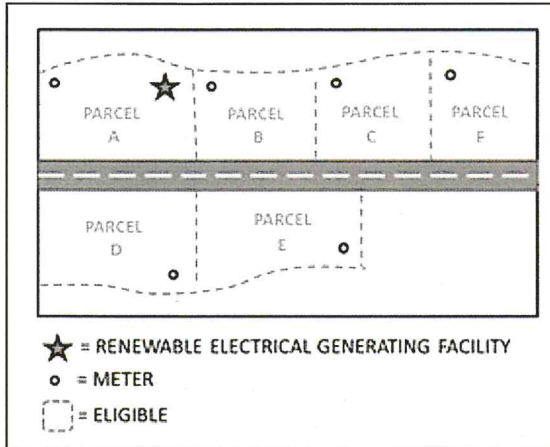 PARCEL
A
PARCEL
B
PARCEL
C
PARCEL
F
PARCEL
D
PARCEL
E
= RENEWABLE ELECTRICAL GENERATING FACILITY
= METER
= ELIGIBLE